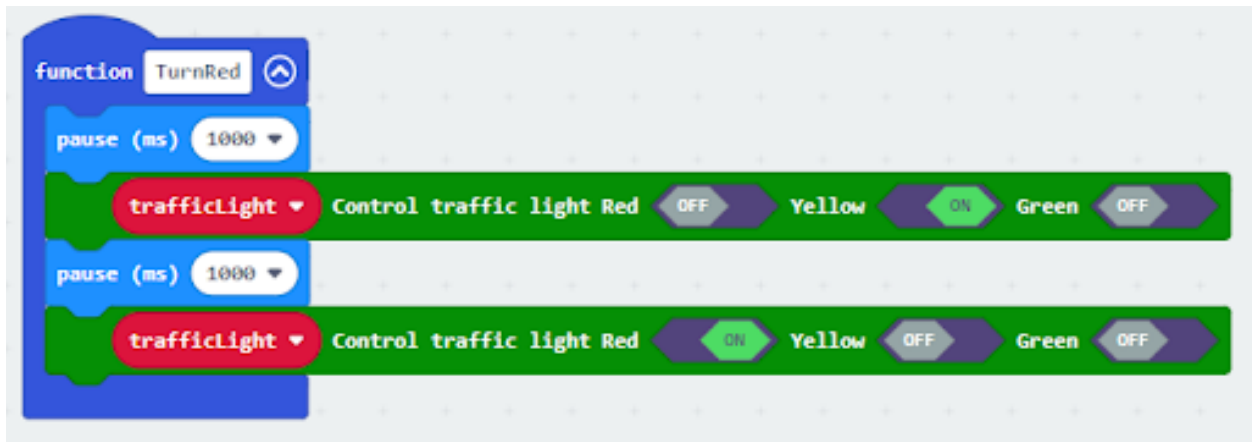 function TurnRed
pause (ms) 1000
trafficLight Control traffic light Red OFF Yellow ON Green OFF
pause (ms) 1000
trafficLight Control traffic light Red ON Yellow OFF Green OFF